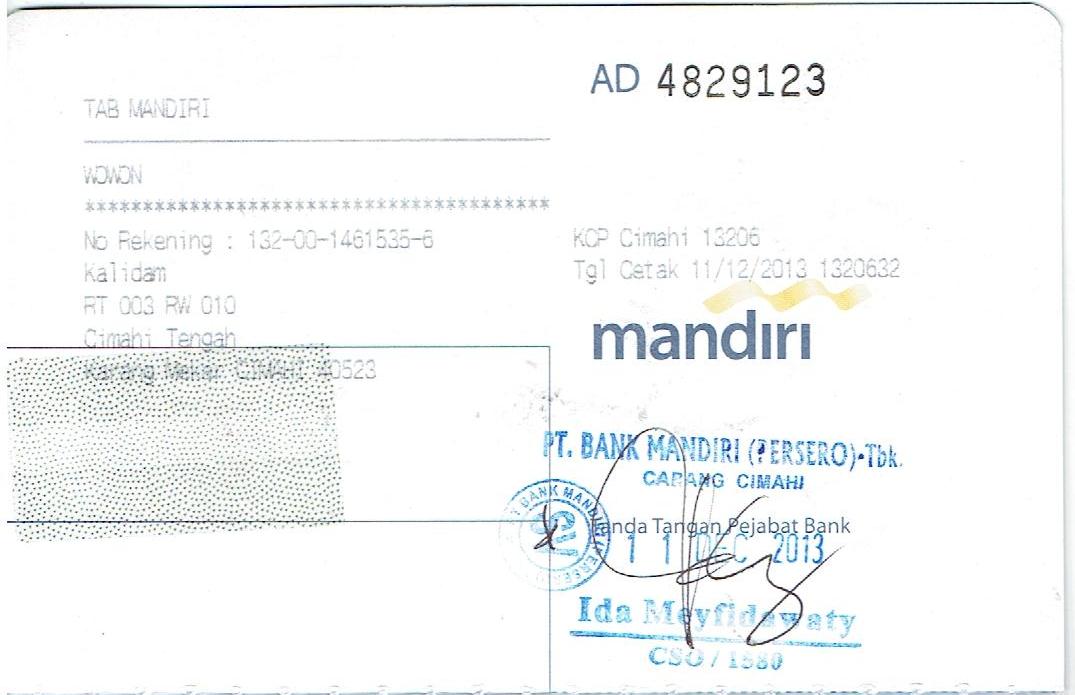 AD 4829123
TAB MANDIRI
WOWON
****************************************
No Rekening : 132-00-1461535-6
Kalidam
RT 003 RW 010
Cimahi Tengah
Karang Mekar CIMAHI 40523
KCP Cimahi 13206
Tgl Cetak 11/12/2013 1320632
mandiri
PT. BANK MANDIRI (PERSERO)-Tbk.
CABANG CIMAHI
BANK MANDIRI PERSERO
Tanda Tangan Pejabat Bank
11 DEC 2013
Ida Meyfidawaty
CSO / 1580